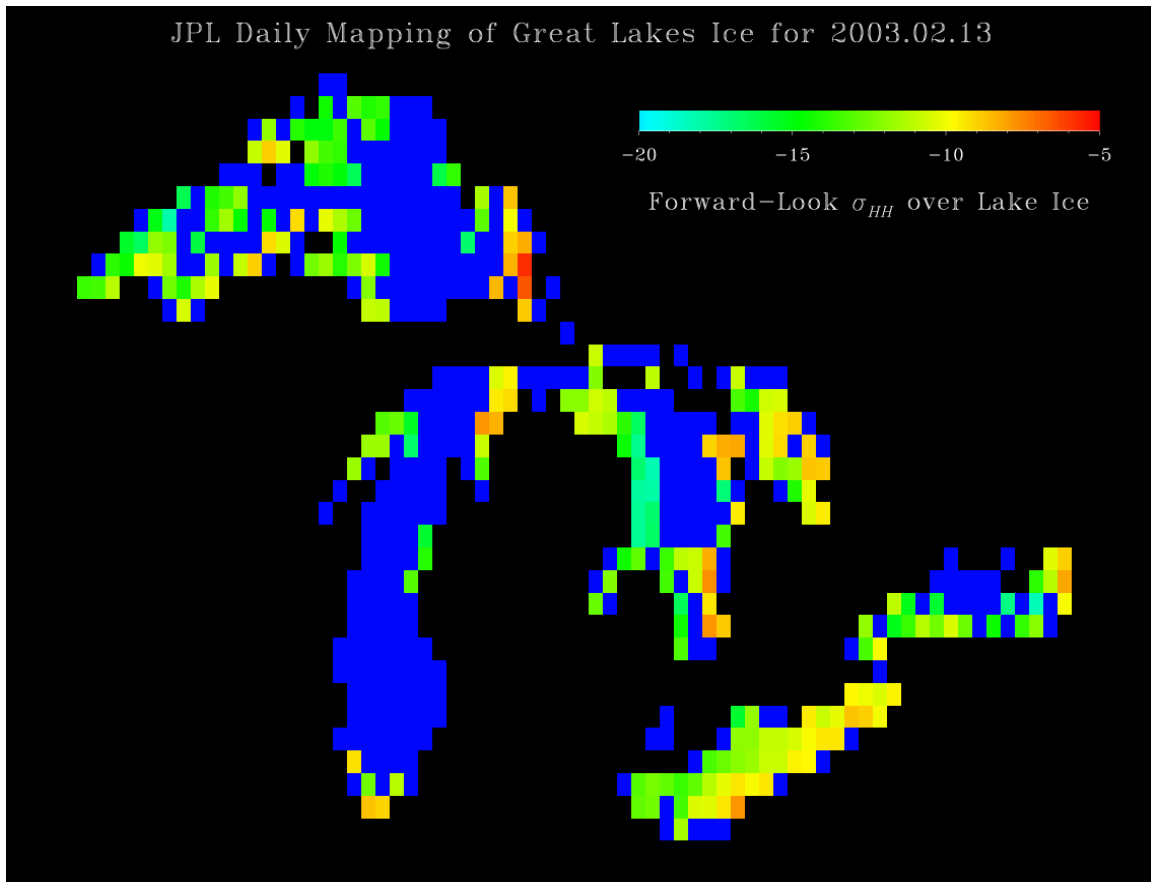 JPL Daily Mapping of Great Lakes Ice for 2003.02.13
-20 -15 -10 -5
Forward-Look σHH over Lake Ice